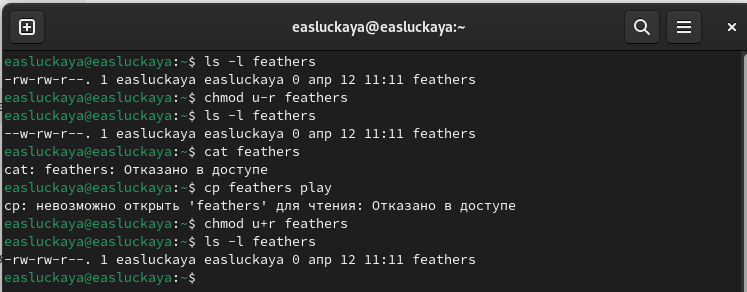 easluckaya@easluckaya:~
easluckaya@easluckaya:~$ ls -l feathers
-rw-rw-r--. 1 easluckaya easluckaya 0 апр 12 11:11 feathers
easluckaya@easluckaya:~$ chmod u-r feathers
easluckaya@easluckaya:~$ ls -l feathers
--w-rw-r--. 1 easluckaya easluckaya 0 апр 12 11:11 feathers
easluckaya@easluckaya:~$ cat feathers
cat: feathers: Отказано в доступе
easluckaya@easluckaya:~$ cp feathers play
cp: невозможно открыть 'feathers' для чтения: Отказано в доступе
easluckaya@easluckaya:~$ chmod u+r feathers
easluckaya@easluckaya:~$ ls -l feathers
-rw-rw-r--. 1 easluckaya easluckaya 0 апр 12 11:11 feathers
easluckaya@easluckaya:~$